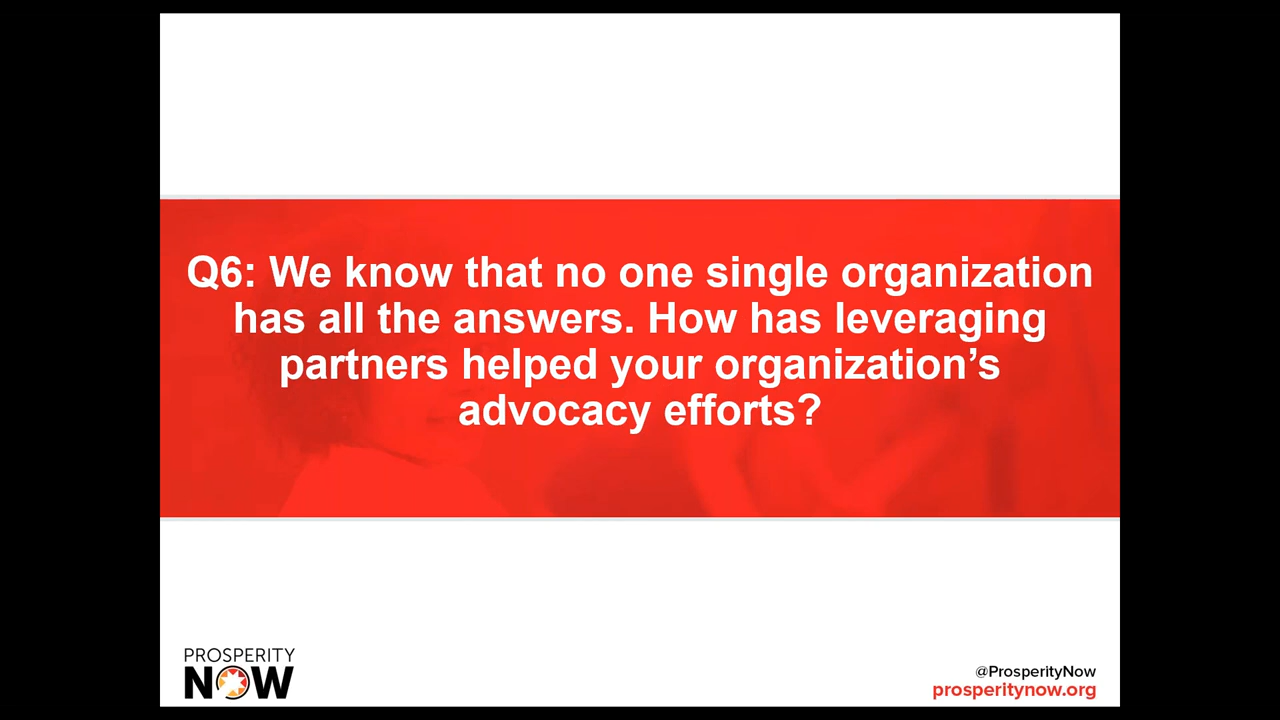 Q6: We know that no one single organization
has all the answers. How has leveraging
partners helped your organization’s
advocacy efforts?
PROSPERITY
NOW
@ProsperityNow
prosperitynow.org